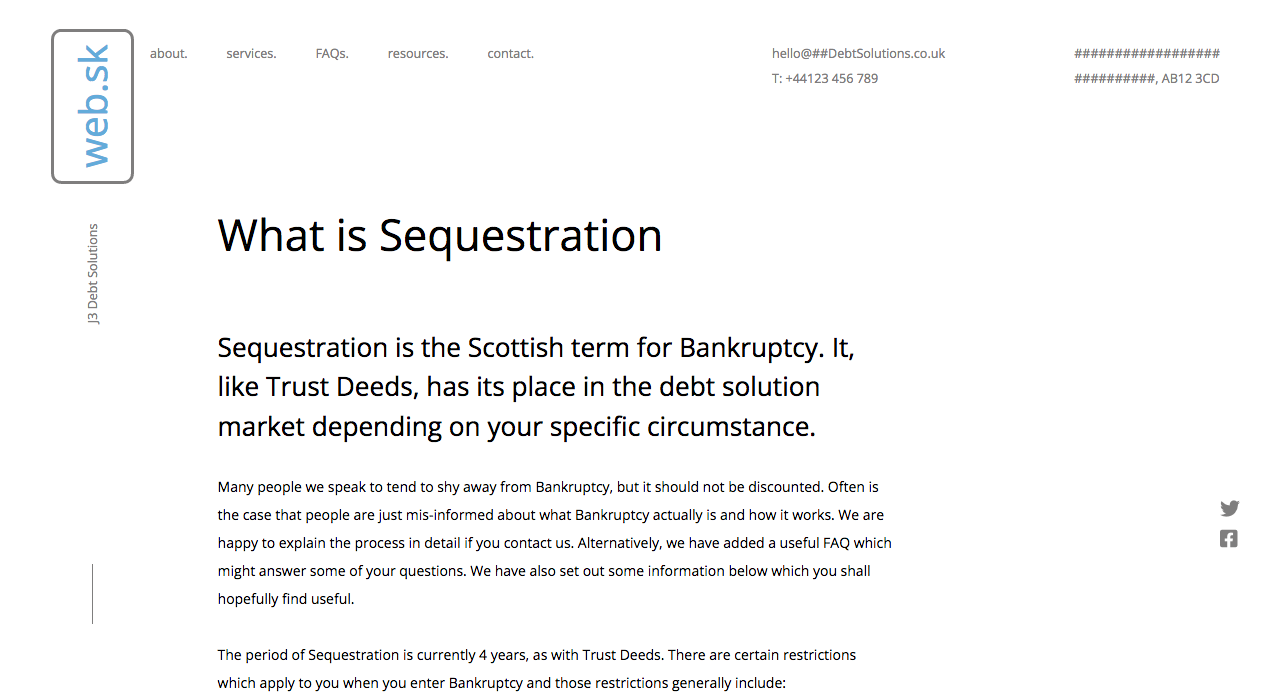 web.sk
about. services. FAQs. resources. contact.
hello@##DebtSolutions.co.uk
T: +44123 456 789
##################
##########, AB12 3CD
J3 Debt Solutions
What is Sequestration
Sequestration is the Scottish term for Bankruptcy. It,
like Trust Deeds, has its place in the debt solution
market depending on your specific circumstance.
Many people we speak to tend to shy away from Bankruptcy, but it should not be discounted. Often is
the case that people are just mis-informed about what Bankruptcy actually is and how it works. We are
happy to explain the process in detail if you contact us. Alternatively, we have added a useful FAQ which
might answer some of your questions. We have also set out some information below which you shall
hopefully find useful.
The period of Sequestration is currently 4 years, as with Trust Deeds. There are certain restrictions
which apply to you when you enter Bankruptcy and those restrictions generally include: